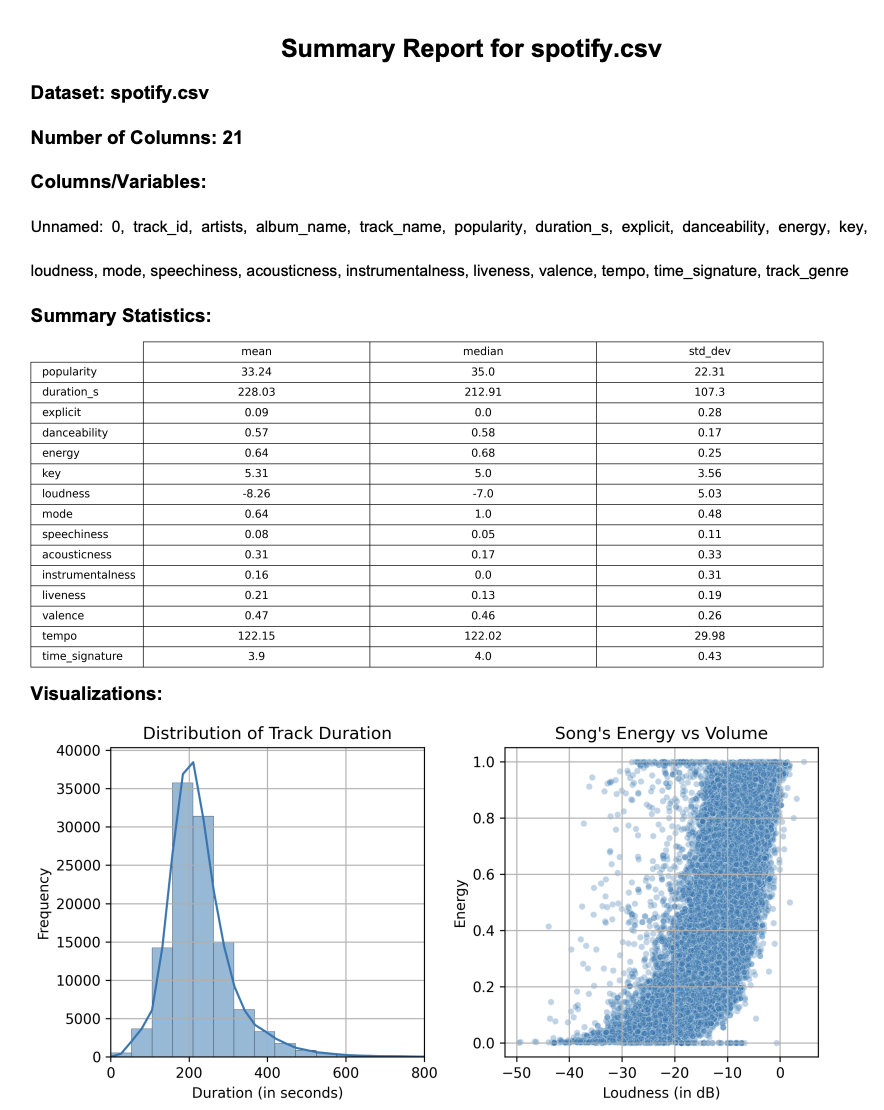 Summary Report for spotify.csv
Dataset: spotify.csv
Number of Columns: 21
Columns/Variables:
Unnamed: 0, track_id, artists, album_name, track_name, popularity, duration_s, explicit, danceability, energy, key,
loudness, mode, speechiness, acousticness, instrumentalness, liveness, valence, tempo, time_signature, track_genre
Summary Statistics:
mean median std_dev
popularity 33.24 35.0 22.31
duration_s 228.03 212.91 107.3
explicit 0.09 0.0 0.28
danceability 0.57 0.58 0.17
energy 0.64 0.68 0.25
key 5.31 5.0 3.56
loudness -8.26 -7.0 5.03
mode 0.64 1.0 0.48
speechiness 0.08 0.05 0.11
acousticness 0.31 0.17 0.33
instrumentalness 0.16 0.0 0.31
liveness 0.21 0.13 0.19
valence 0.47 0.46 0.26
tempo 122.15 122.02 29.98
time_signature 3.9 4.0 0.43
Visualizations:
Distribution of Track Duration
40000
35000
30000
25000
20000
15000
10000
5000
0
Frequency
0 200 400 600 800
Duration (in seconds)
Song's Energy vs Volume
1.0
0.8
0.6
0.4
0.2
0.0
Energy
−50 −40 −30 −20 −10 0
Loudness (in dB)